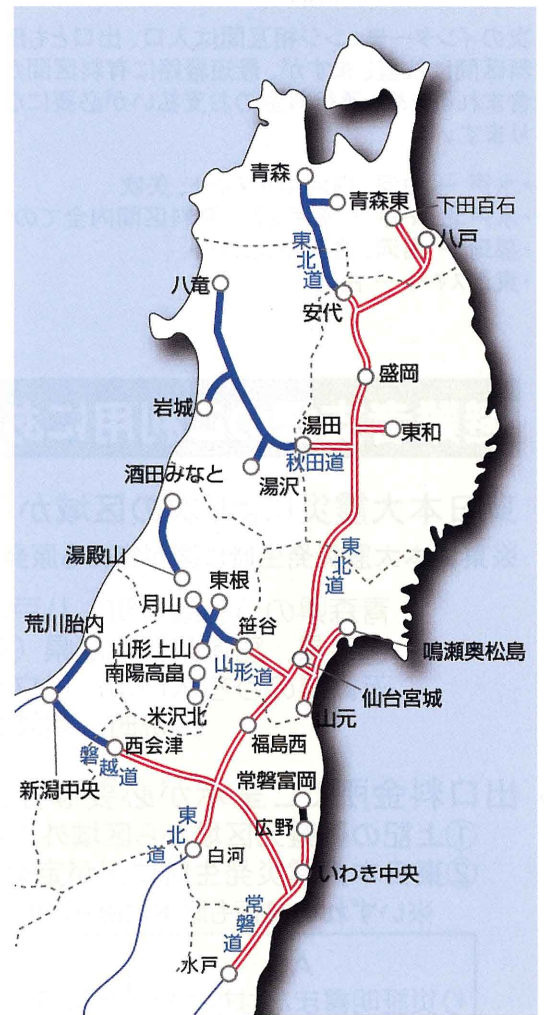 青森
青森東
下田百石
八戸
東北道
八竜
安代
盛岡
岩城
湯田
東和
秋田道
湯沢
酒田みなと
東北道
湯殿山
月山
東根
荒川胎内
笹谷
山形上山
山形道
鳴瀬奥松島
南陽高畠
仙台宮城
米沢北
山元
西会津
福島西
磐越道
新潟中央
常磐富岡
広野
東北道
白河
いわき中央
常磐道
水戸